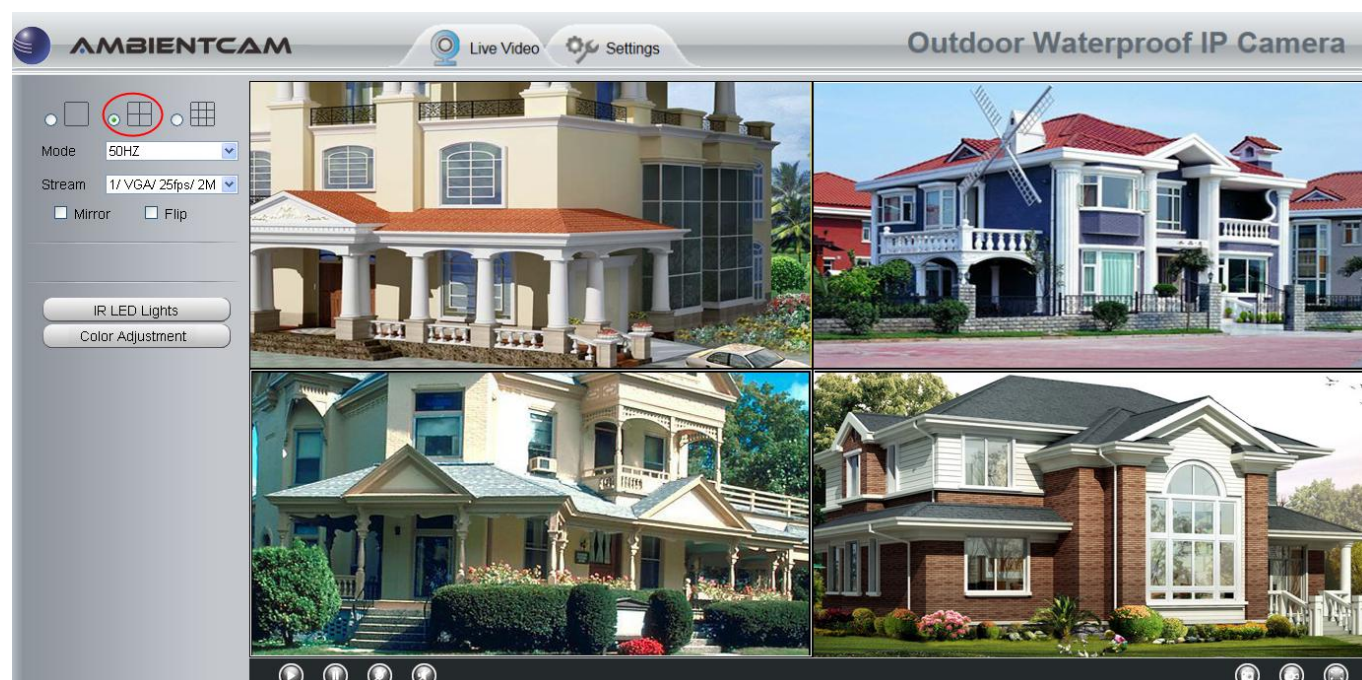 AMBIENTCAM
Live Video
Settings
Outdoor Waterproof IP Camera
Mode 50HZ
Stream 1/ VGA/ 25fps/ 2M
Mirror Flip
IR LED Lights
Color Adjustment